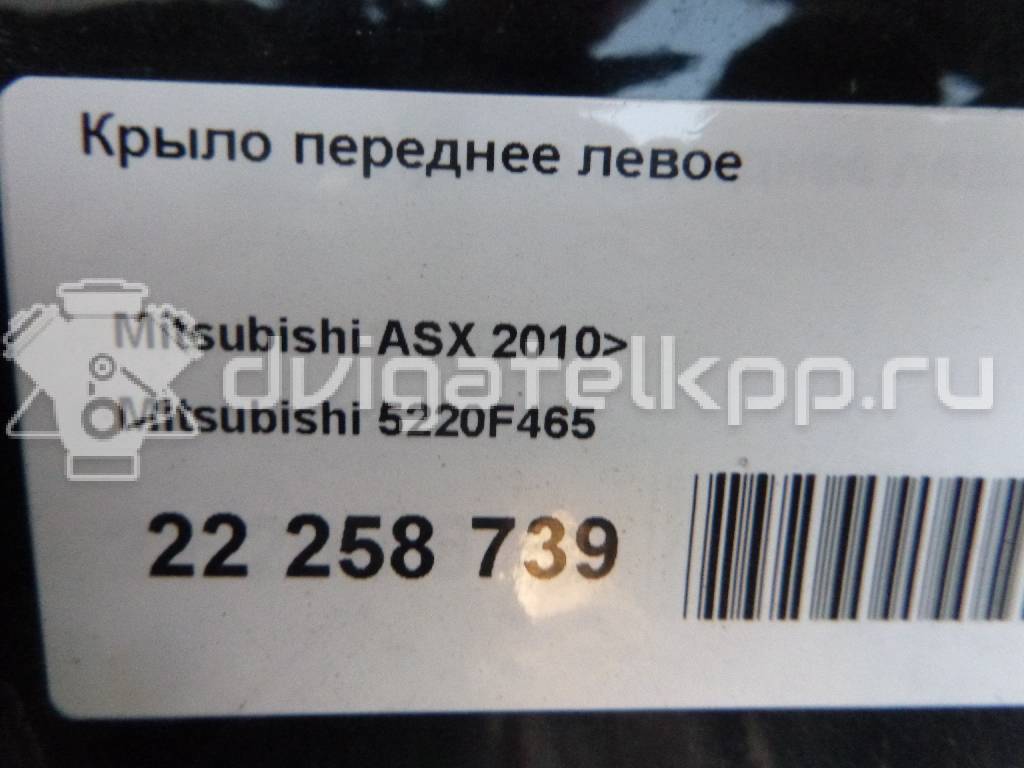 Крыло переднее левое
Mitsubishi ASX 2010>
dvigatelkpp.ru
Mitsubishi 5220F465
22 258 739